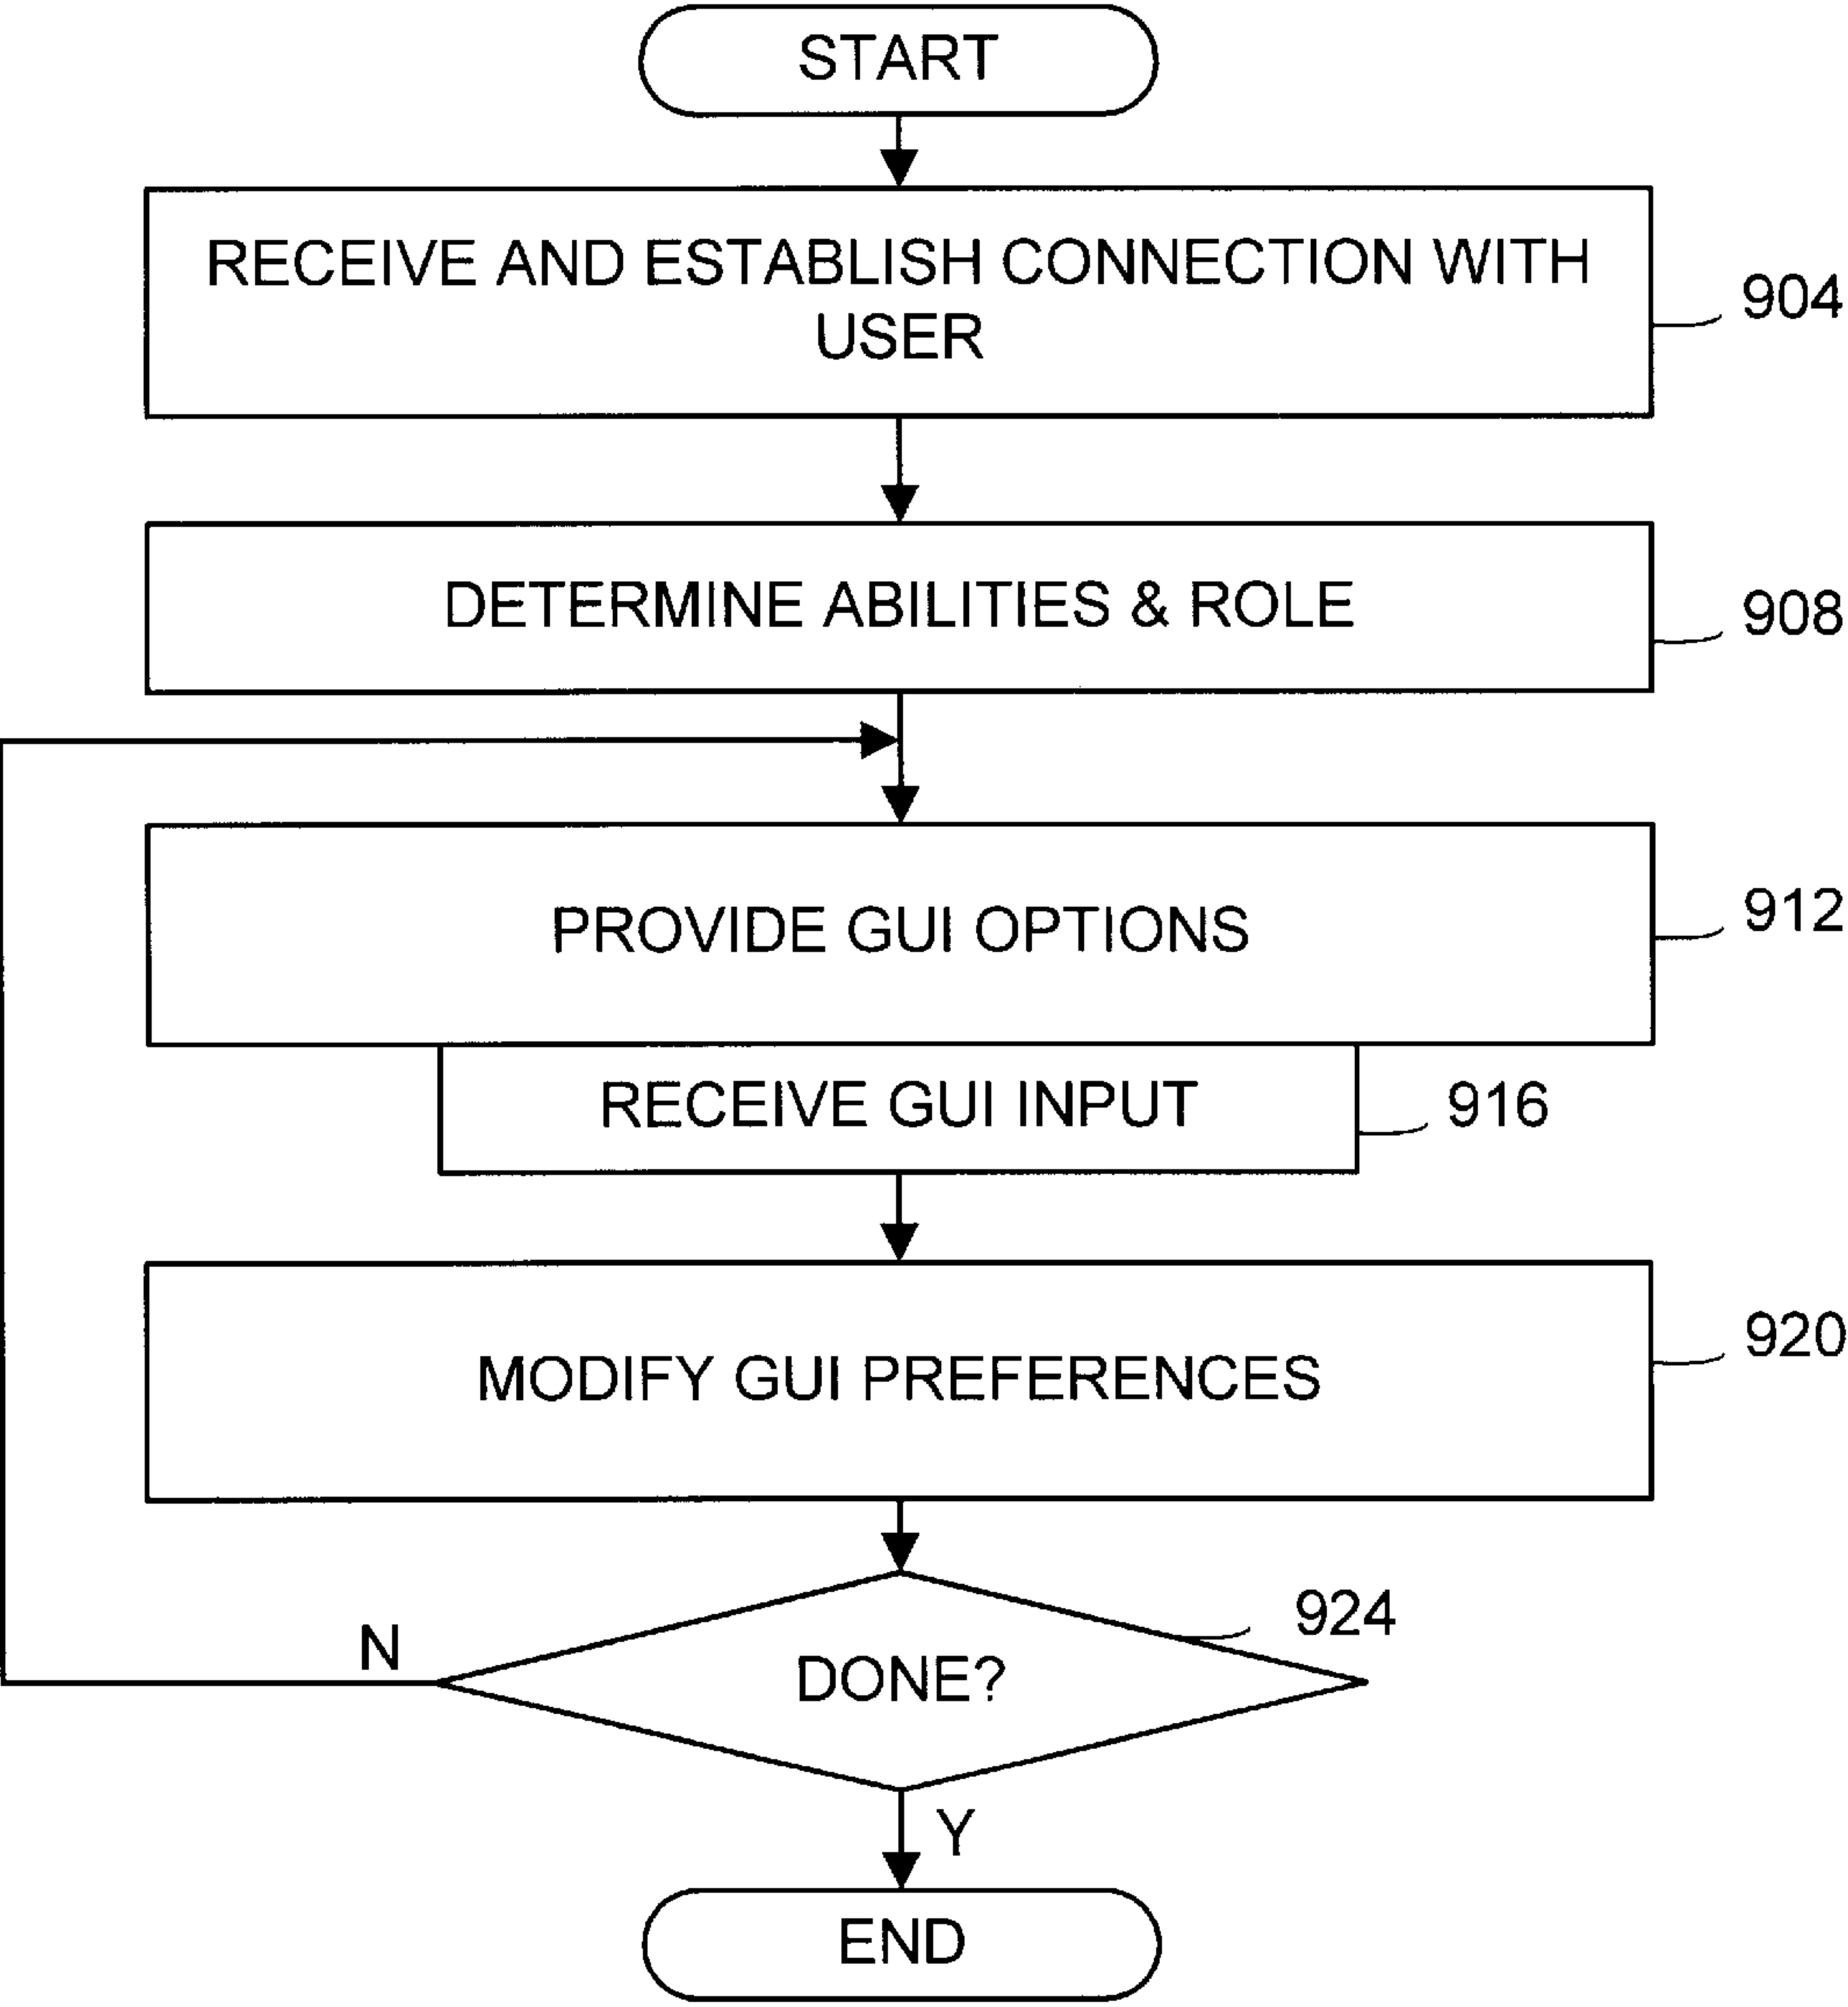 START
RECEIVE AND ESTABLISH CONNECTION WITH
USER
904
DETERMINE ABILITIES & ROLE
908
PROVIDE GUI OPTIONS
912
RECEIVE GUI INPUT
916
MODIFY GUI PREFERENCES
920
924
N
DONE?
Y
END